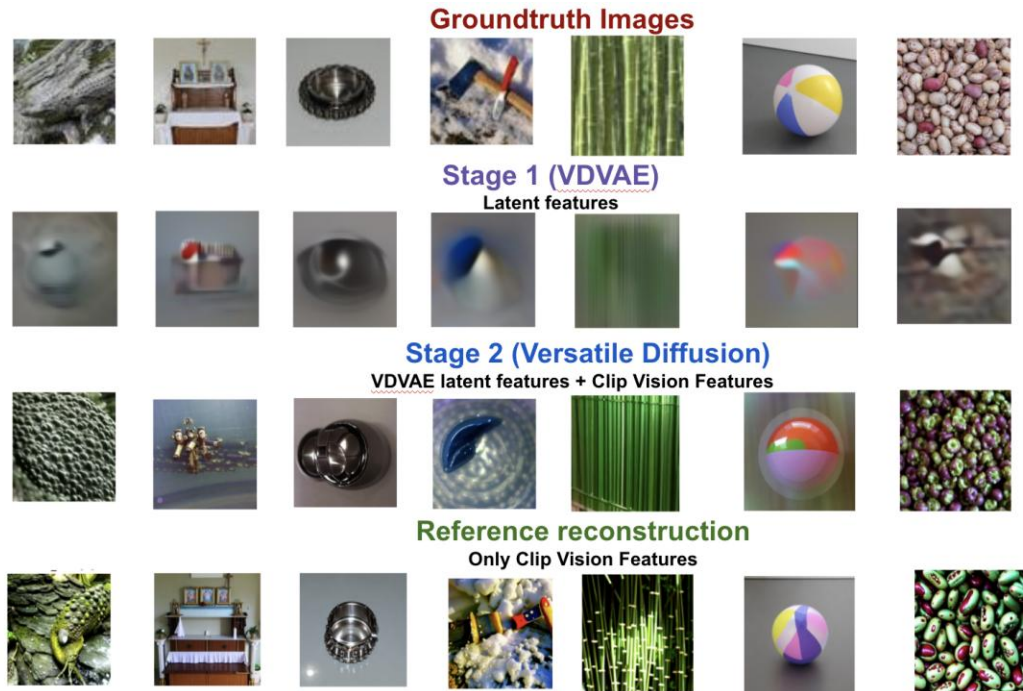 Groundtruth Images
Stage 1 (VDVAE)
Latent features
Stage 2 (Versatile Diffusion)
VDVAE latent features + Clip Vision Features
Reference reconstruction
Only Clip Vision Features